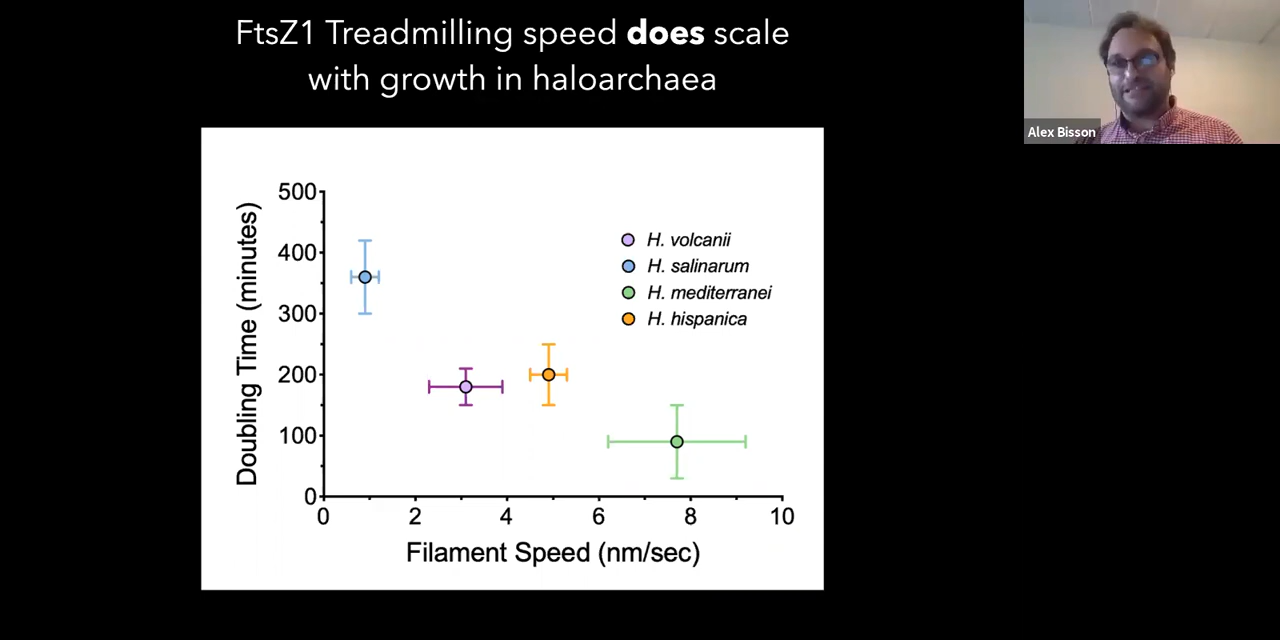 FtsZ1 Treadmilling speed does scale
with growth in haloarchaea
Alex Bisson
Doubling Time (minutes)
500
400
300
200
100
0
H. volcanii
H. salinarum
H. mediterranei
H. hispanica
0 2 4 6 8 10
Filament Speed (nm/sec)